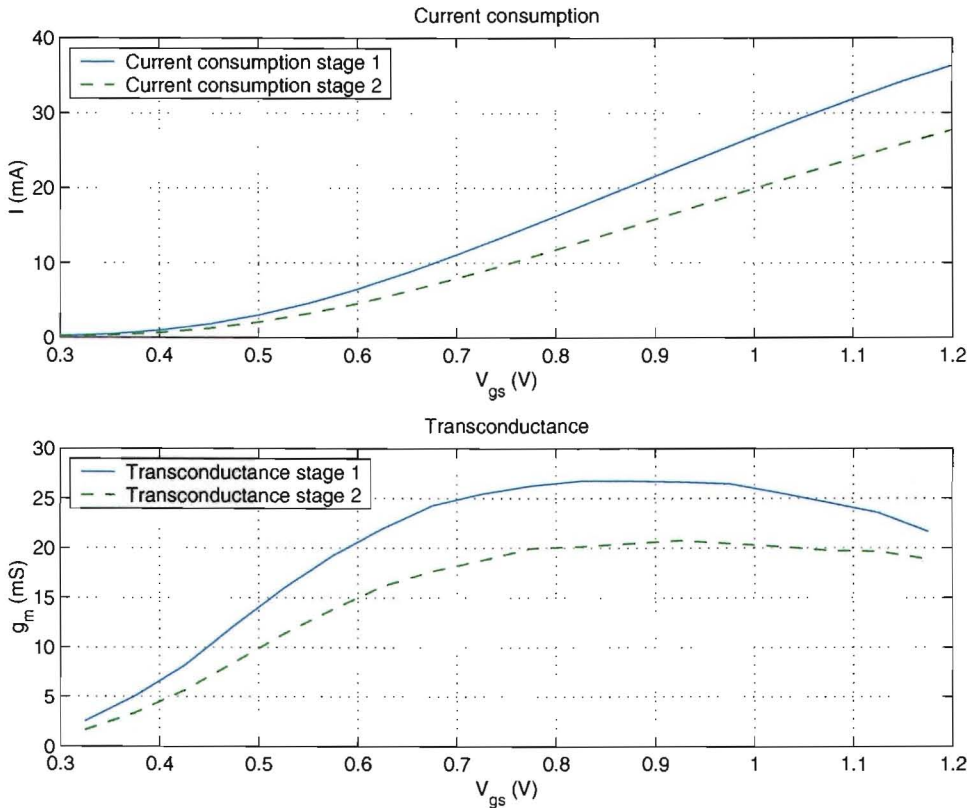 Current consumption
40
30
20
10
0
I (mA)
Current consumption stage 1
Current consumption stage 2
0.3 0.4 0.5 0.6 0.7 0.8 0.9 1 1.1 1.2
V_gs (V)
Transconductance
30
25
20
15
10
5
0
g_m (mS)
Transconductance stage 1
Transconductance stage 2
0.3 0.4 0.5 0.6 0.7 0.8 0.9 1 1.1 1.2
V_gs (V)